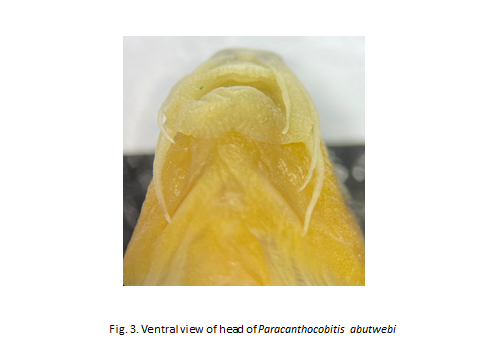 Fig. 3. Ventral view of head of Paracanthocobitis abutwebi